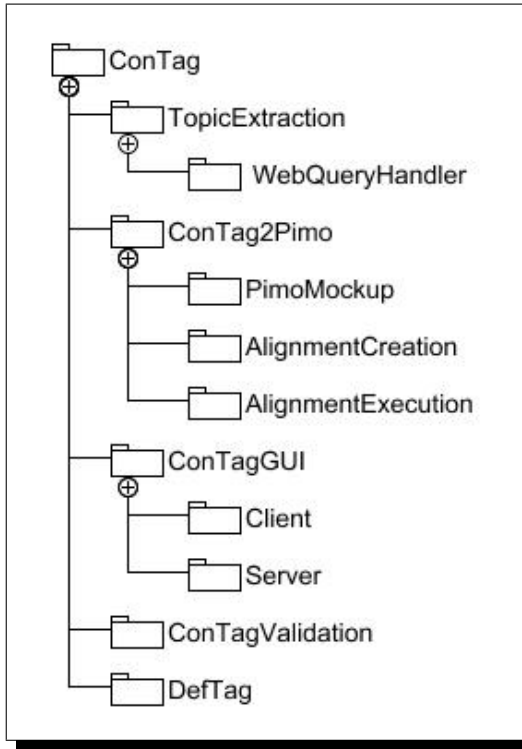 ConTag
TopicExtraction
WebQueryHandler
ConTag2Pimo
PimoMockup
AlignmentCreation
AlignmentExecution
ConTagGUI
Client
Server
ConTagValidation
DefTag